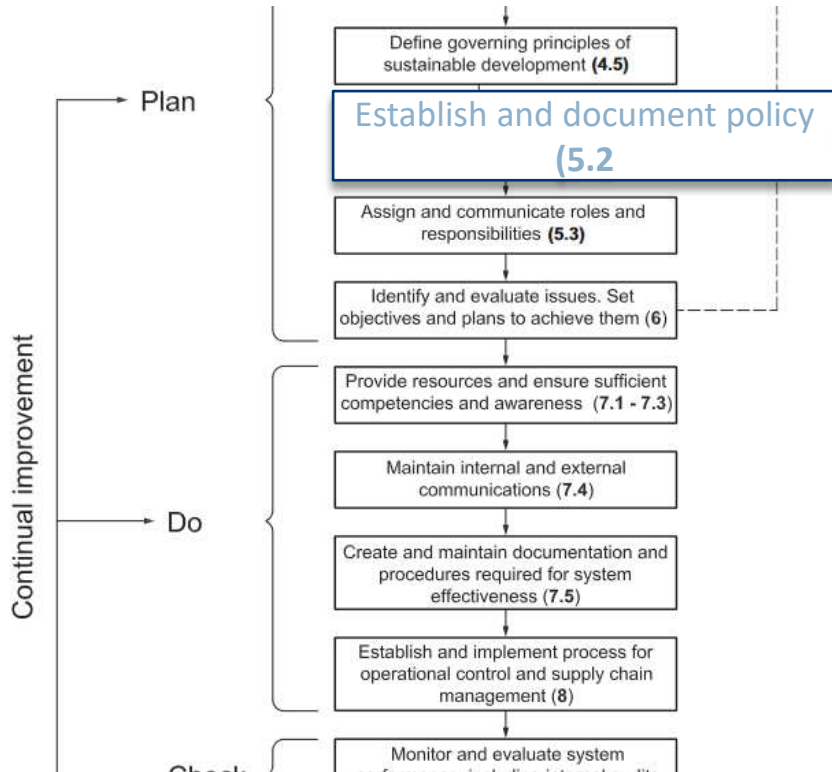 Define governing principles of
sustainable development (4.5)
Plan
Establish and document policy
(5.2
Assign and communicate roles and
responsibilities (5.3)
Identify and evaluate issues. Set
objectives and plans to achieve them (6)
Continual improvement
Provide resources and ensure sufficient
competencies and awareness (7.1 - 7.3)
Maintain internal and external
communications (7.4)
Do
Create and maintain documentation and
procedures required for system
effectiveness (7.5)
Establish and implement process for
operational control and supply chain
management (8)
Monitor and evaluate system
Check